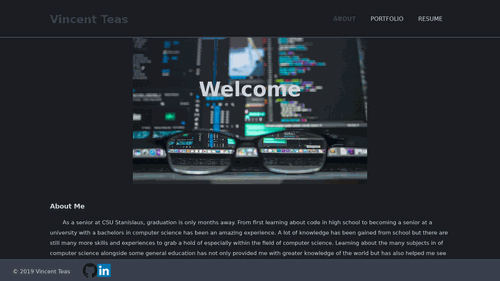 Vincent Teas
ABOUT
PORTFOLIO
RESUME
Welcome
About Me
As a senior at CSU Stanislaus, graduation is only months away. From first learning about code in high school to becoming a senior at a
university with a bachelors in computer science has been an amazing experience. A lot of knowledge has been gained from school but there are
still many more skills and experiences to grab a hold of especially within the field of computer science. Learning about the many subjects in of
computer science alongside some general education has not only provided me with greater knowledge of the world but has also helped me see
© 2019 Vincent Teas
in